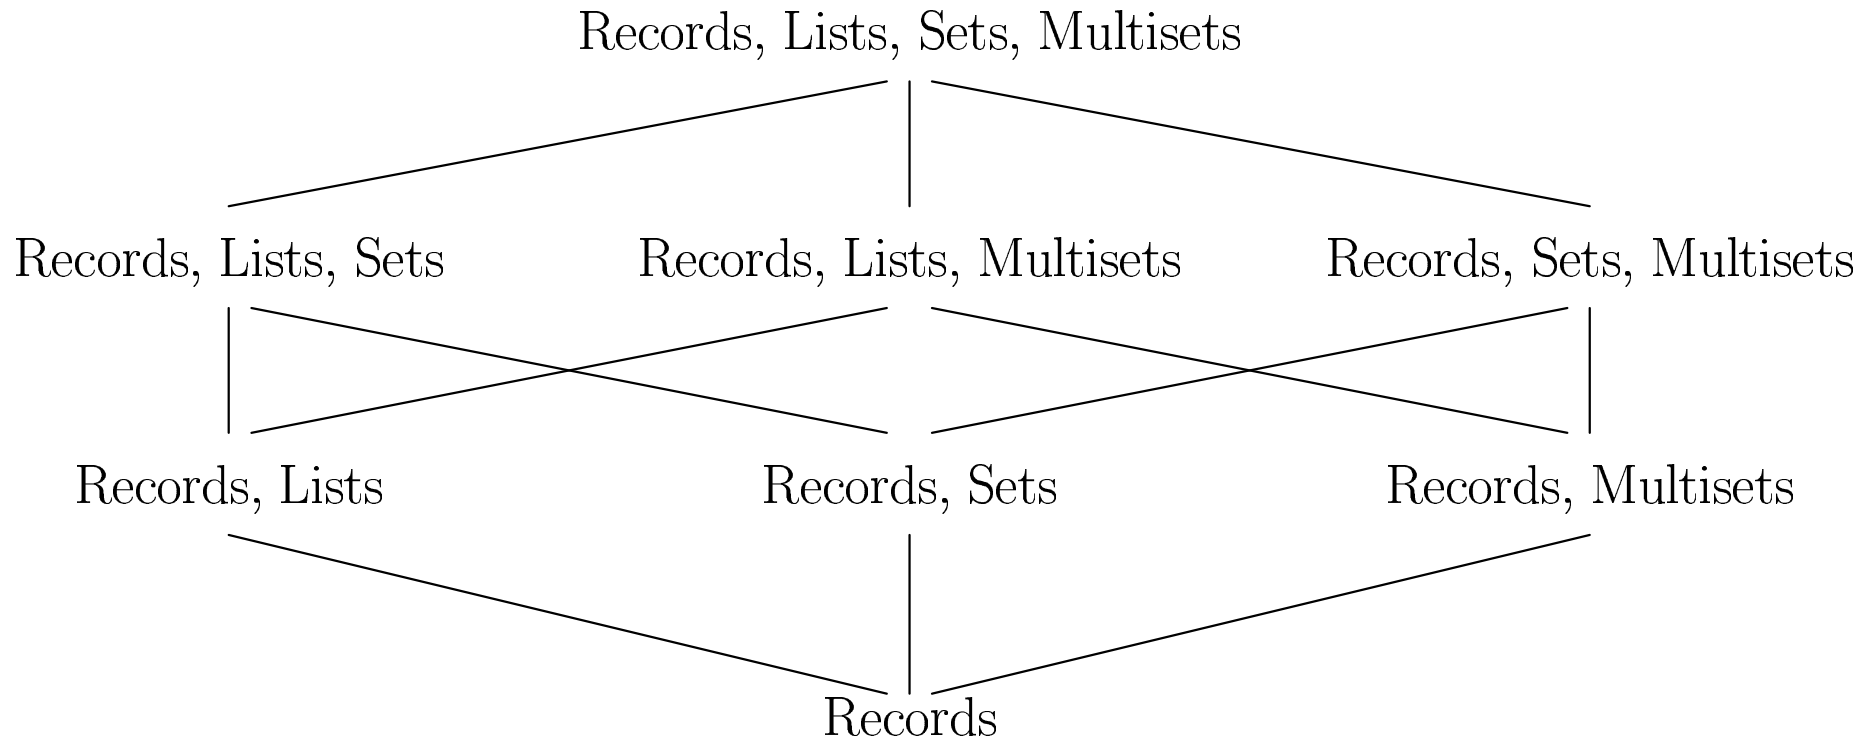 Records, Lists, Sets, Multisets
Records, Lists, Sets
Records, Lists, Multisets
Records, Sets, Multisets
Records, Lists
Records, Sets
Records, Multisets
Records